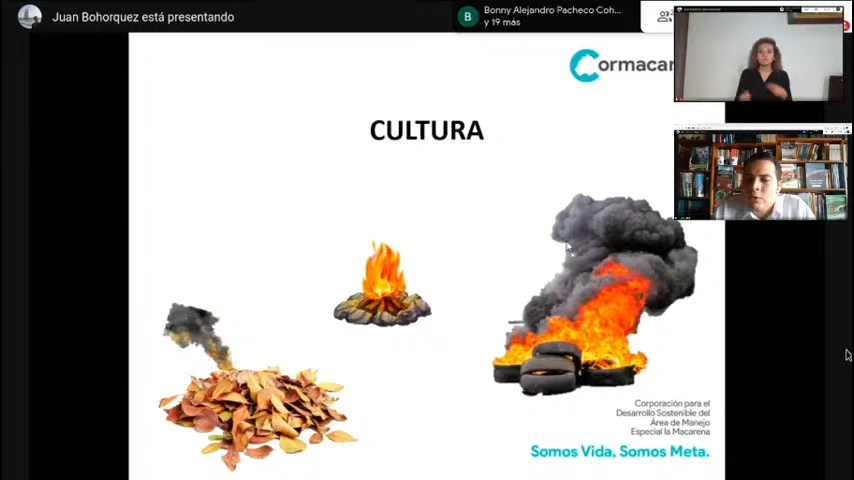 Juan Bohorquez está presentando
B
Bonny Alejandro Pacheco Coh...
y 19 más
Cormacar
CULTURA
Corporación para el
Desarrollo Sostenible del
Área de Manejo
Especial la Macarena
Somos Vida, Somos Meta.